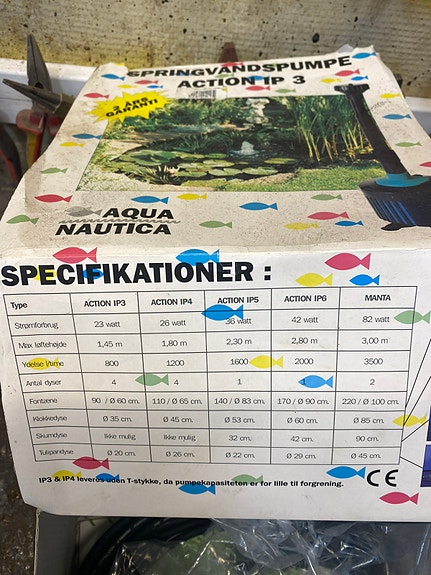 SPRINGVANDSPUMPE
ACTION IP 3
2 ÅRS
GARANTI
AQUA
NAUTICA
SPECIFIKATIONER :
Type ACTION IP3 ACTION IP4 ACTION IP5 ACTION IP6 MANTA
Strømforbrug 23 watt 26 watt 36 watt 42 watt 82 watt
Max løftehøjde 1,45 m 1,80 m 2,30 m 2,80 m 3,00 m
Ydelse l/time 800 1200 1600 2000 3500
Antal dyser 4 4 1 1 2
Fontæne 90 / Ø 60 cm. 110 / Ø 65 cm. 140 / Ø 83 cm. 170 / Ø 90 cm. 220 / Ø 100 cm.
Klokkedyse Ø 35 cm. Ø 45 cm. Ø 53 cm. Ø 60 cm. Ø 85 cm.
Skumdyse Ikke mulig Ikke mulig 32 cm. 42 cm. 90 cm.
Tulipandyse Ø 20 cm. Ø 26 cm. Ø 22 cm. Ø 29 cm. Ø 45 cm.
IP3 & IP4 leveres uden T-stykke, da pumpekapasiteten er for lille til forgrening.
CE